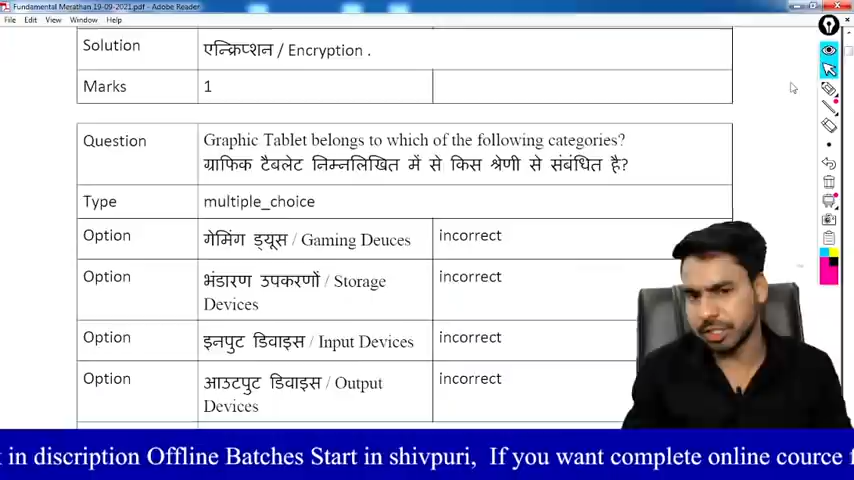 Fundamental Merathan 19-09-2021.pdf - Adobe Reader
File Edit View Window Help
Solution
एन्क्रिप्शन / Encryption .
Marks
1
Question
Graphic Tablet belongs to which of the following categories?
ग्राफिक टैबलेट निम्नलिखित में से किस श्रेणी से संबंधित है?
Type
multiple_choice
Option
गेमिंग ड्यूस / Gaming Deuces
incorrect
Option
भंडारण उपकरणों / Storage
Devices
incorrect
Option
इनपुट डिवाइस / Input Devices
incorrect
Option
आउटपुट डिवाइस / Output
Devices
incorrect
in discription Offline Batches Start in shivpuri, If you want complete online cource